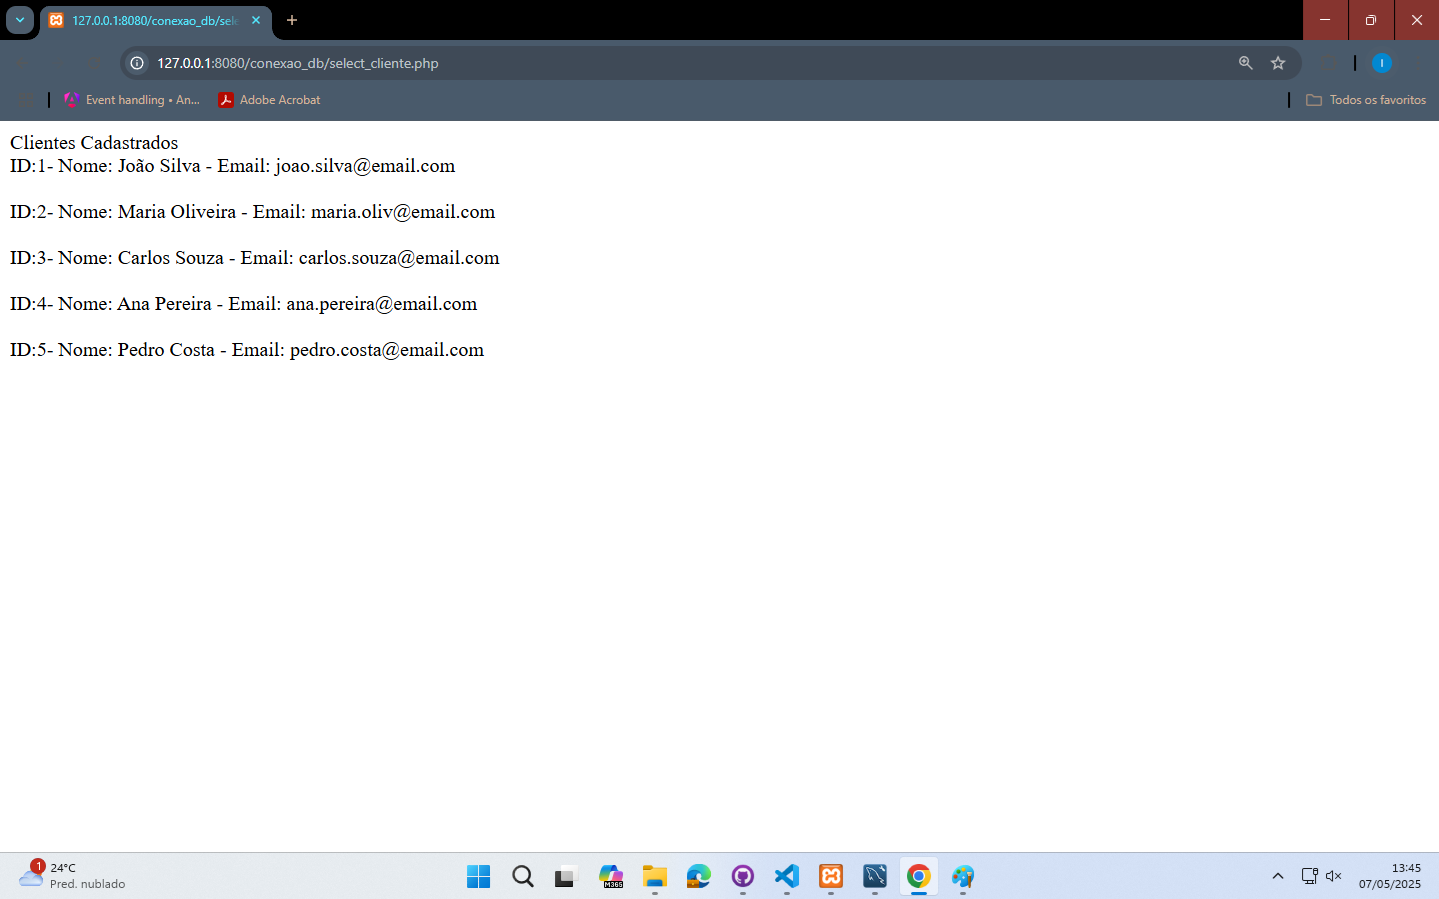 127.0.0.1:8080/conexao_db/sele
127.0.0.1:8080/conexao_db/select_cliente.php
I
Event handling • An...
Adobe Acrobat
Todos os favoritos
Clientes Cadastrados
ID:1- Nome: João Silva - Email: joao.silva@email.com
ID:2- Nome: Maria Oliveira - Email: maria.oliv@email.com
ID:3- Nome: Carlos Souza - Email: carlos.souza@email.com
ID:4- Nome: Ana Pereira - Email: ana.pereira@email.com
ID:5- Nome: Pedro Costa - Email: pedro.costa@email.com
1
24°C
Pred. nublado
M365
13:45
07/05/2025